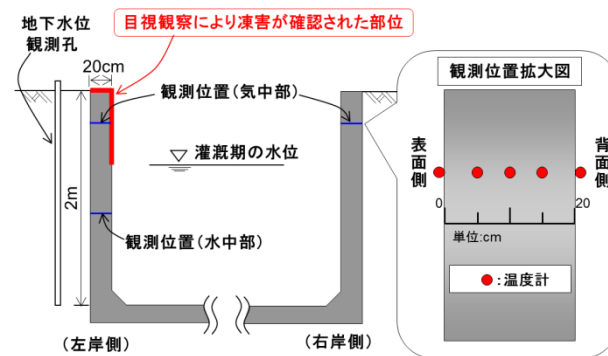 地下水位
観測孔
目視観察により凍害が確認された部位
20cm
観測位置(気中部)
灌漑期の水位
2m
観測位置(水中部)
(左岸側)
(右岸側)
観測位置拡大図
表面側
背面側
0
20
単位:cm
●:温度計